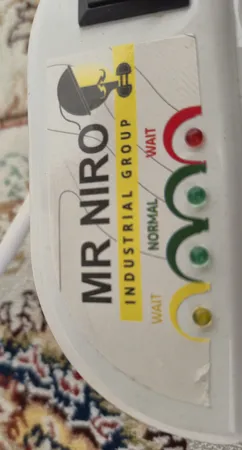 MR NIRO
INDUSTRIAL GROUP
WAIT
NORMAL
WAIT